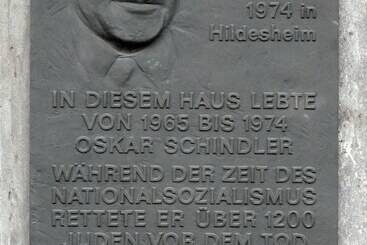 1974 in
Hildesheim
IN DIESEM HAUS LEBTE
VON 1965 BIS 1974
OSKAR SCHINDLER
WÄHREND DER ZEIT DES
NATIONALSOZIALISMUS
RETTETE ER ÜBER 1200
JUDEN VOR DEM TOD